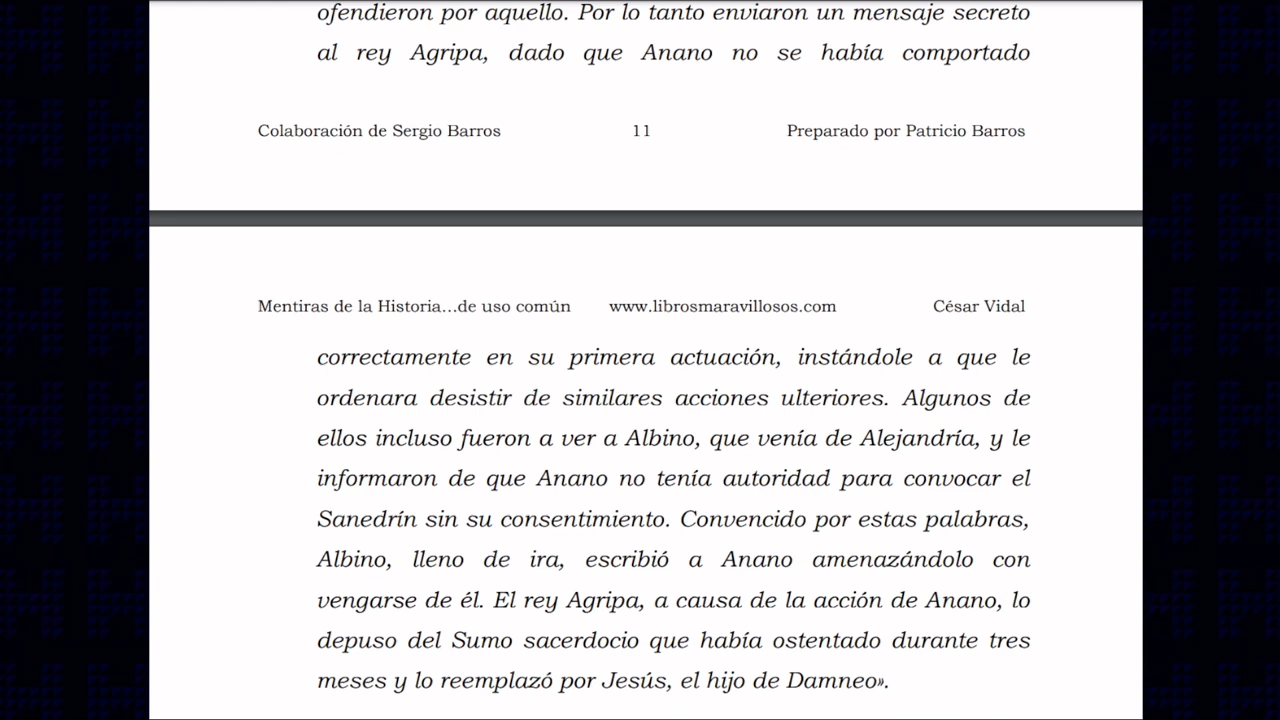 ofendieron por aquello. Por lo tanto enviaron un mensaje secreto
al rey Agripa, dado que Anano no se había comportado
Colaboración de Sergio Barros 11 Preparado por Patricio Barros
Mentiras de la Historia...de uso común www.librosmaravillosos.com César Vidal
correctamente en su primera actuación, instándole a que le
ordenara desistir de similares acciones ulteriores. Algunos de
ellos incluso fueron a ver a Albino, que venía de Alejandría, y le
informaron de que Anano no tenía autoridad para convocar el
Sanedrín sin su consentimiento. Convencido por estas palabras,
Albino, lleno de ira, escribió a Anano amenazándolo con
vengarse de él. El rey Agripa, a causa de la acción de Anano, lo
depuso del Sumo sacerdocio que había ostentado durante tres
meses y lo reemplazó por Jesús, el hijo de Damneo».